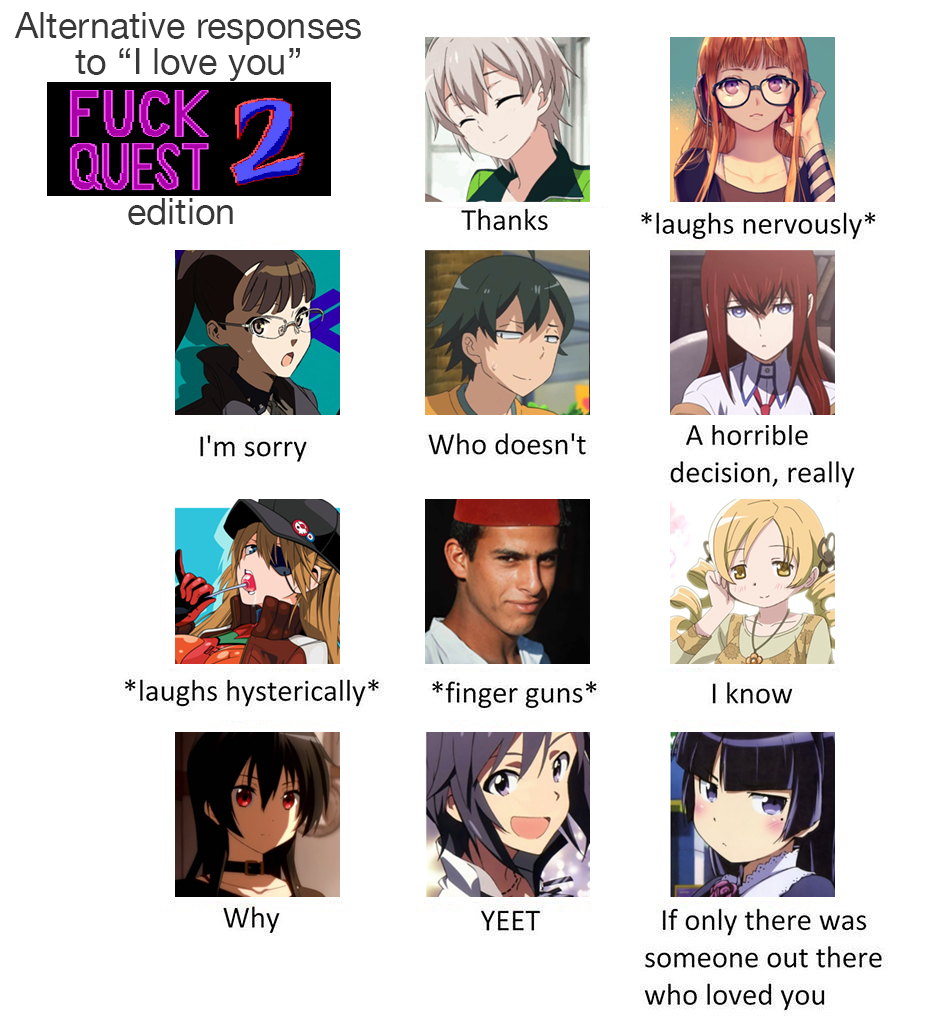 Alternative responses
to “I love you”
FUCK
QUEST 2
edition
Thanks
*laughs nervously*
I'm sorry
Who doesn't
A horrible
decision, really
*laughs hysterically*
*finger guns*
I know
Why
YEET
If only there was
someone out there
who loved you